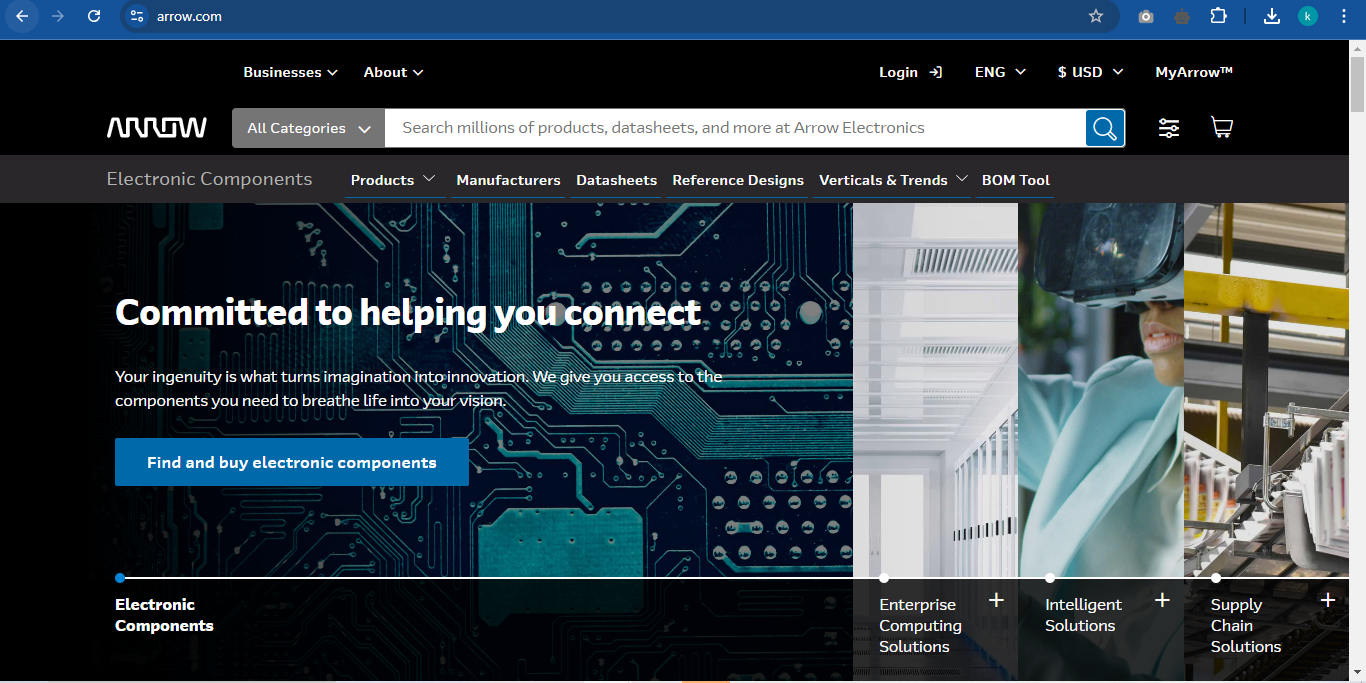 arrow.com
k
Businesses
About
Login
ENG
$ USD
MyArrow™
ARROW
All Categories
Search millions of products, datasheets, and more at Arrow Electronics
Electronic Components
Products
Manufacturers
Datasheets
Reference Designs
Verticals & Trends
BOM Tool
Committed to helping you connect
Your ingenuity is what turns imagination into innovation. We give you access to the
components you need to breathe life into your vision.
Find and buy electronic components
Electronic
Components
Enterprise
Computing
Solutions
Intelligent
Solutions
Supply
Chain
Solutions